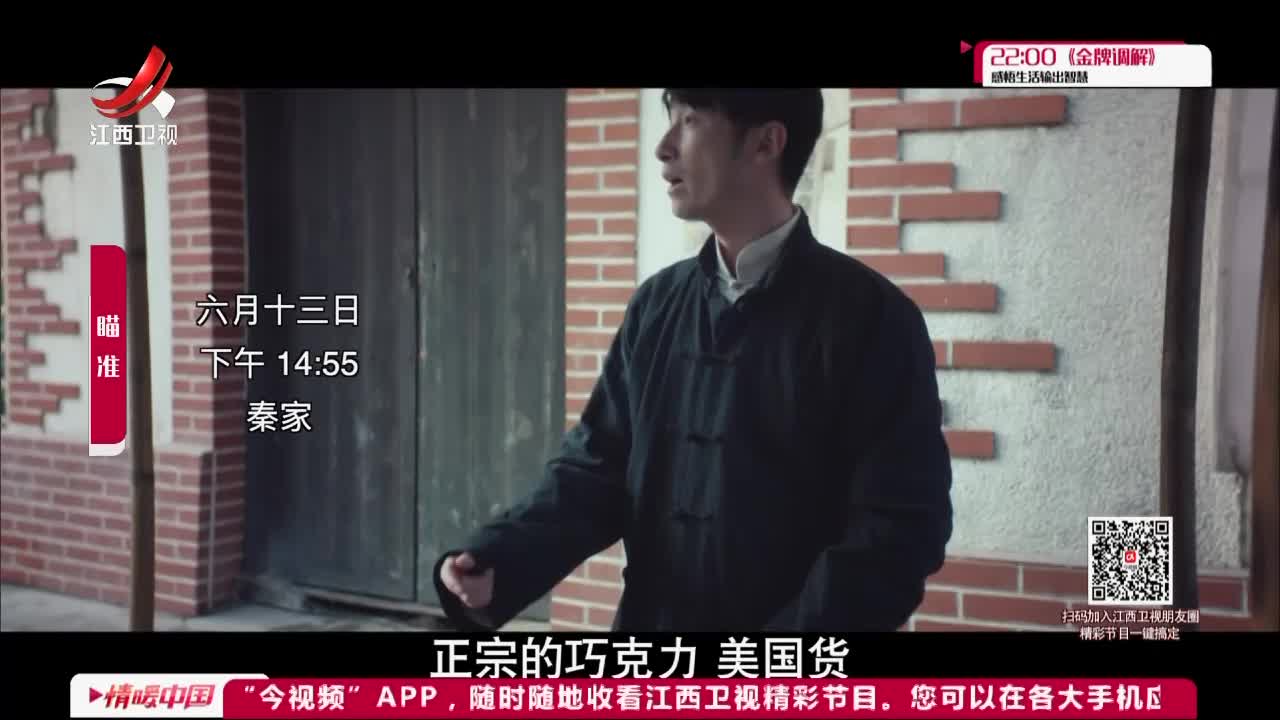 22:00《金牌调解》
感悟生活输出智慧
江西卫视
瞄准
六月十三日
下午 14:55
秦家
扫码加入江西卫视朋友圈
精彩节目一键搞定
正宗的巧克力 美国货
情暖中国
“今视频”APP，随时随地收看江西卫视精彩节目。您可以在各大手机应